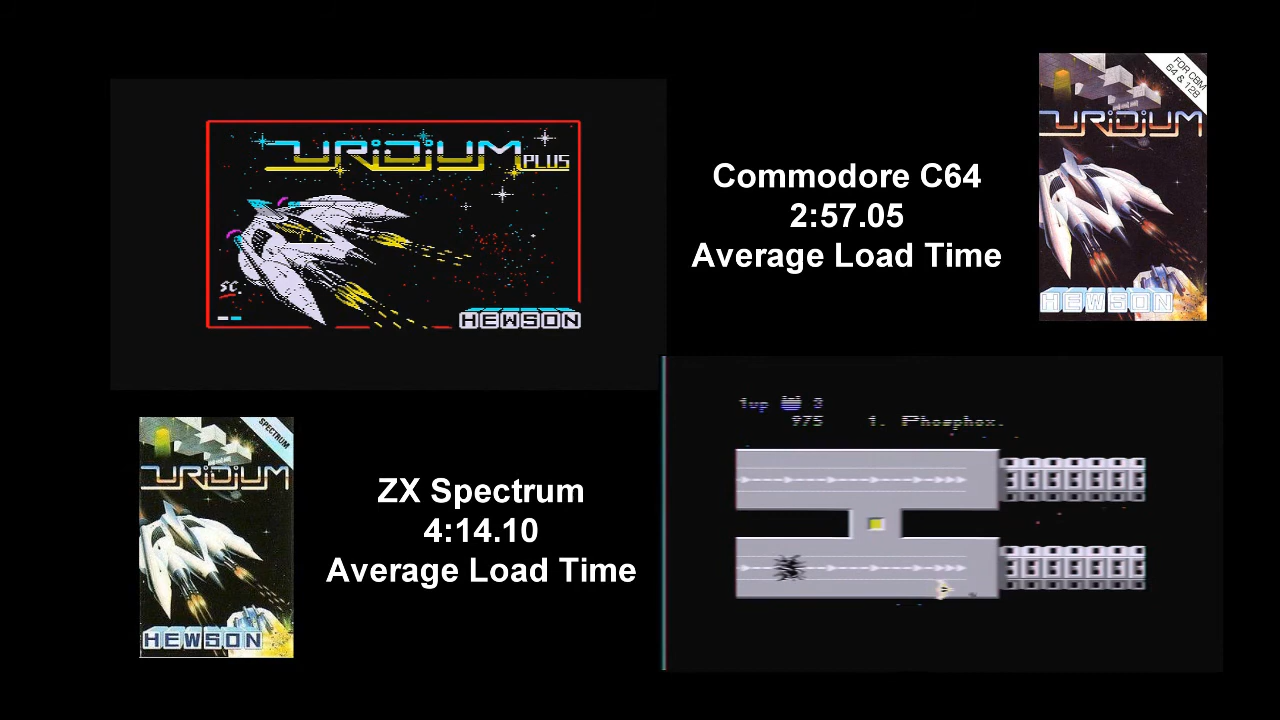 URIDIUM PLUS
SC.
HEWSON
Commodore C64
2:57.05
Average Load Time
FOR CBM
64 & 128
URIDIUM
HEWSON
SPECTRUM
URIDIUM
HEWSON
ZX Spectrum
4:14.10
Average Load Time
1up 3
975 1. Phosphox.